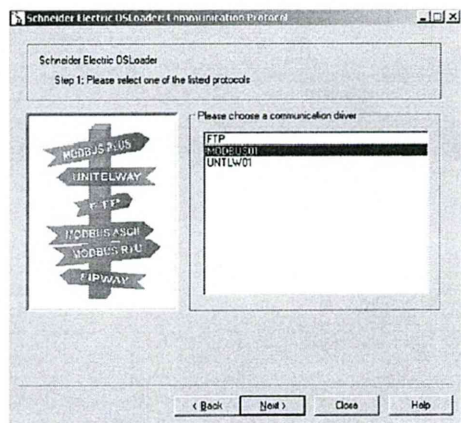 Schneider Electric OSLoader: Communication Protocol
Schneider Electric OSLoader
Step 1: Please select one of the listed protocols
MODBUS PLUS
UNITELWAY
MODBUS ASCII
MODBUS RTU
FIPWAY
Please choose a communication driver
FTP
MODBUS01
UNTLW01
< Back
Next >
Close
Help